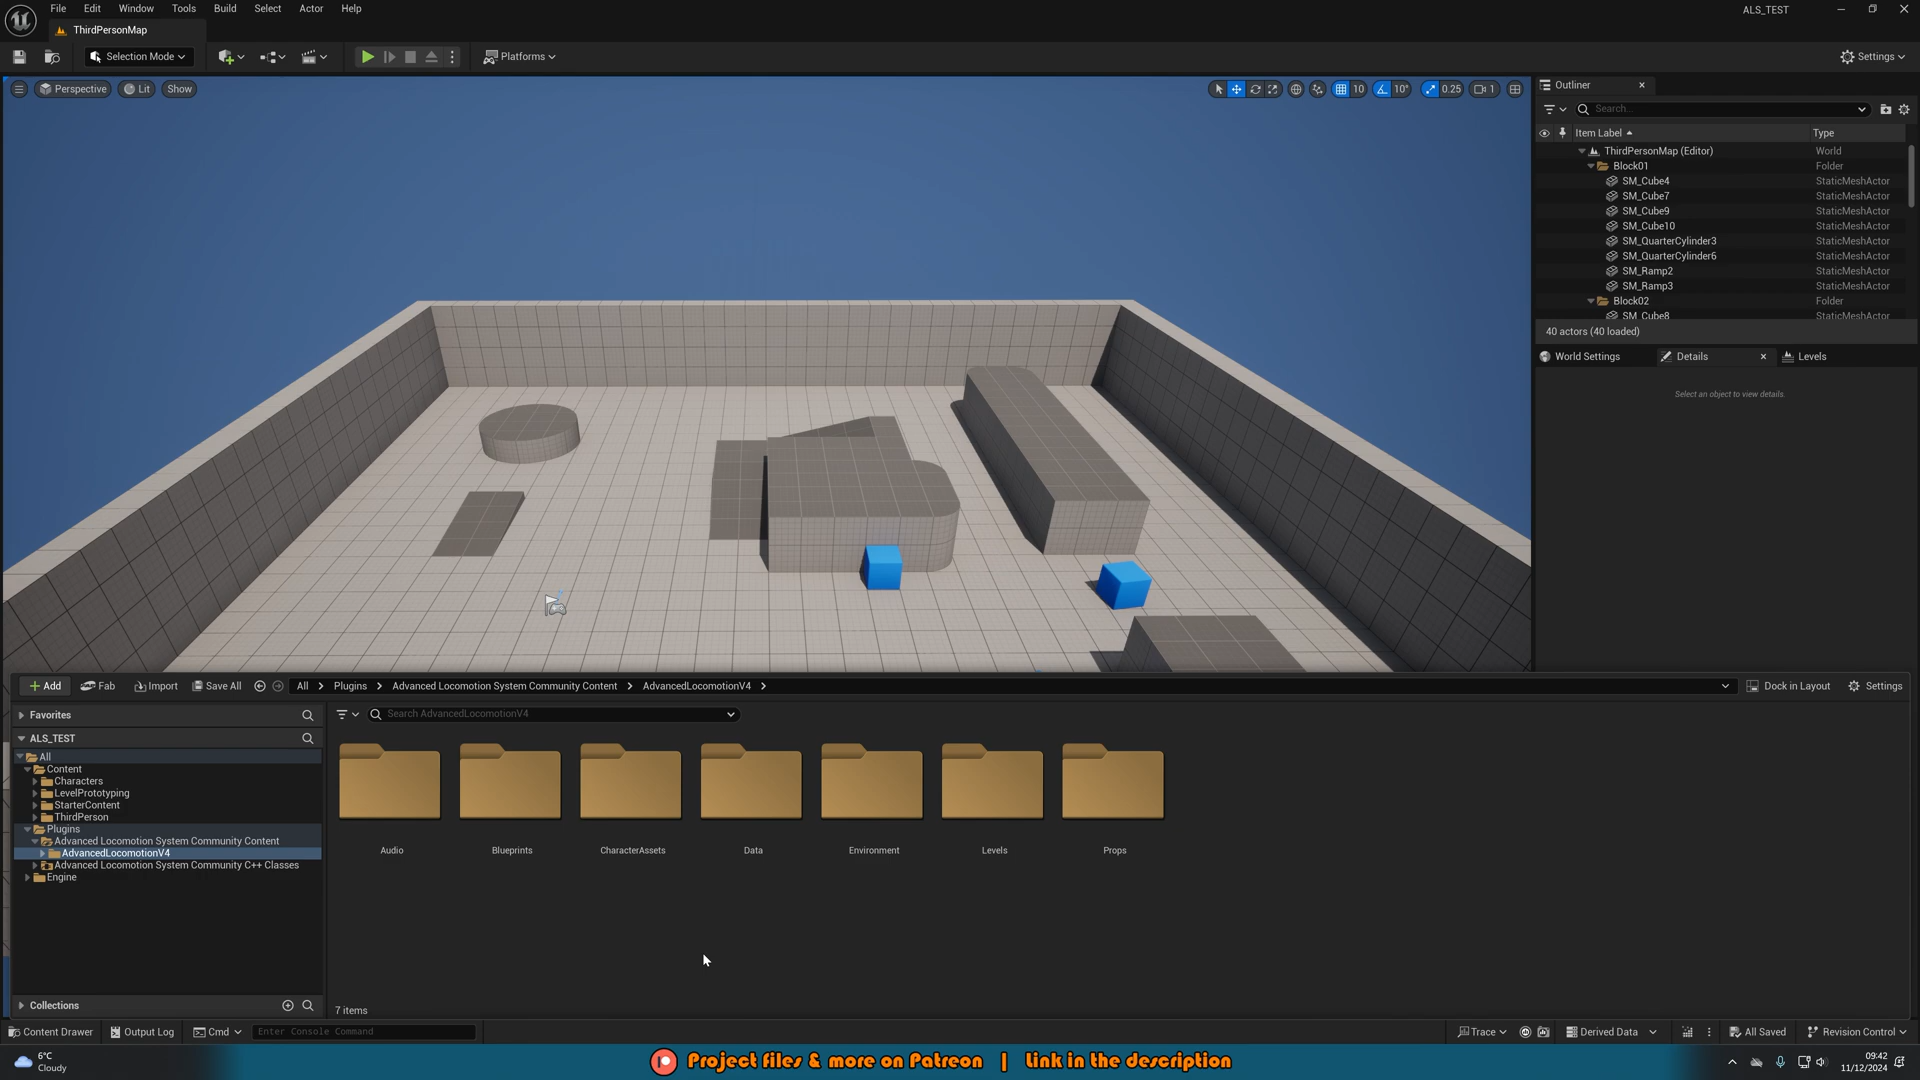 File Edit Window Tools Build Select Actor Help
ALS_TEST
ThirdPersonMap
Selection Mode
Platforms
Settings
Perspective
Lit
Show
10
10°
0.25
1
Outliner
Search...
Item Label
Type
ThirdPersonMap (Editor) World
Block01 Folder
SM_Cube4 StaticMeshActor
SM_Cube7 StaticMeshActor
SM_Cube9 StaticMeshActor
SM_Cube10 StaticMeshActor
SM_QuarterCylinder3 StaticMeshActor
SM_QuarterCylinder6 StaticMeshActor
SM_Ramp2 StaticMeshActor
SM_Ramp3 StaticMeshActor
Block02 Folder
SM_Cube8 StaticMeshActor
40 actors (40 loaded)
World Settings
Details
Levels
Select an object to view details.
Add
Fab
Import
Save All
All > Plugins > Advanced Locomotion System Community Content > AdvancedLocomotionV4 >
Dock in Layout
Settings
Favorites
Search AdvancedLocomotionV4
ALS_TEST
All
Content
Characters
LevelPrototyping
StarterContent
ThirdPerson
Plugins
Advanced Locomotion System Community Content
AdvancedLocomotionV4
Advanced Locomotion System Community C++ Classes
Engine
Audio
Blueprints
CharacterAssets
Data
Environment
Levels
Props
Collections
7 items
Content Drawer
Output Log
Cmd
Enter Console Command
Trace
Derived Data
All Saved
Revision Control
6°C
Cloudy
Project files & more on Patreon | Link in the description
09:42
11/12/2024